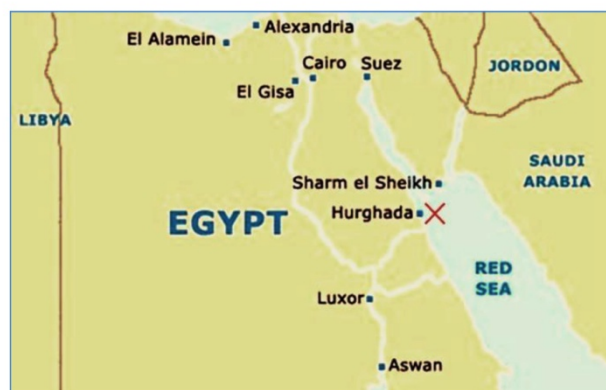 Alexandria
El Alamein
Cairo Suez
El Gisa
JORDON
LIBYA
SAUDI
ARABIA
Sharm el Sheikh
EGYPT
Hurghada
RED
SEA
Luxor
Aswan